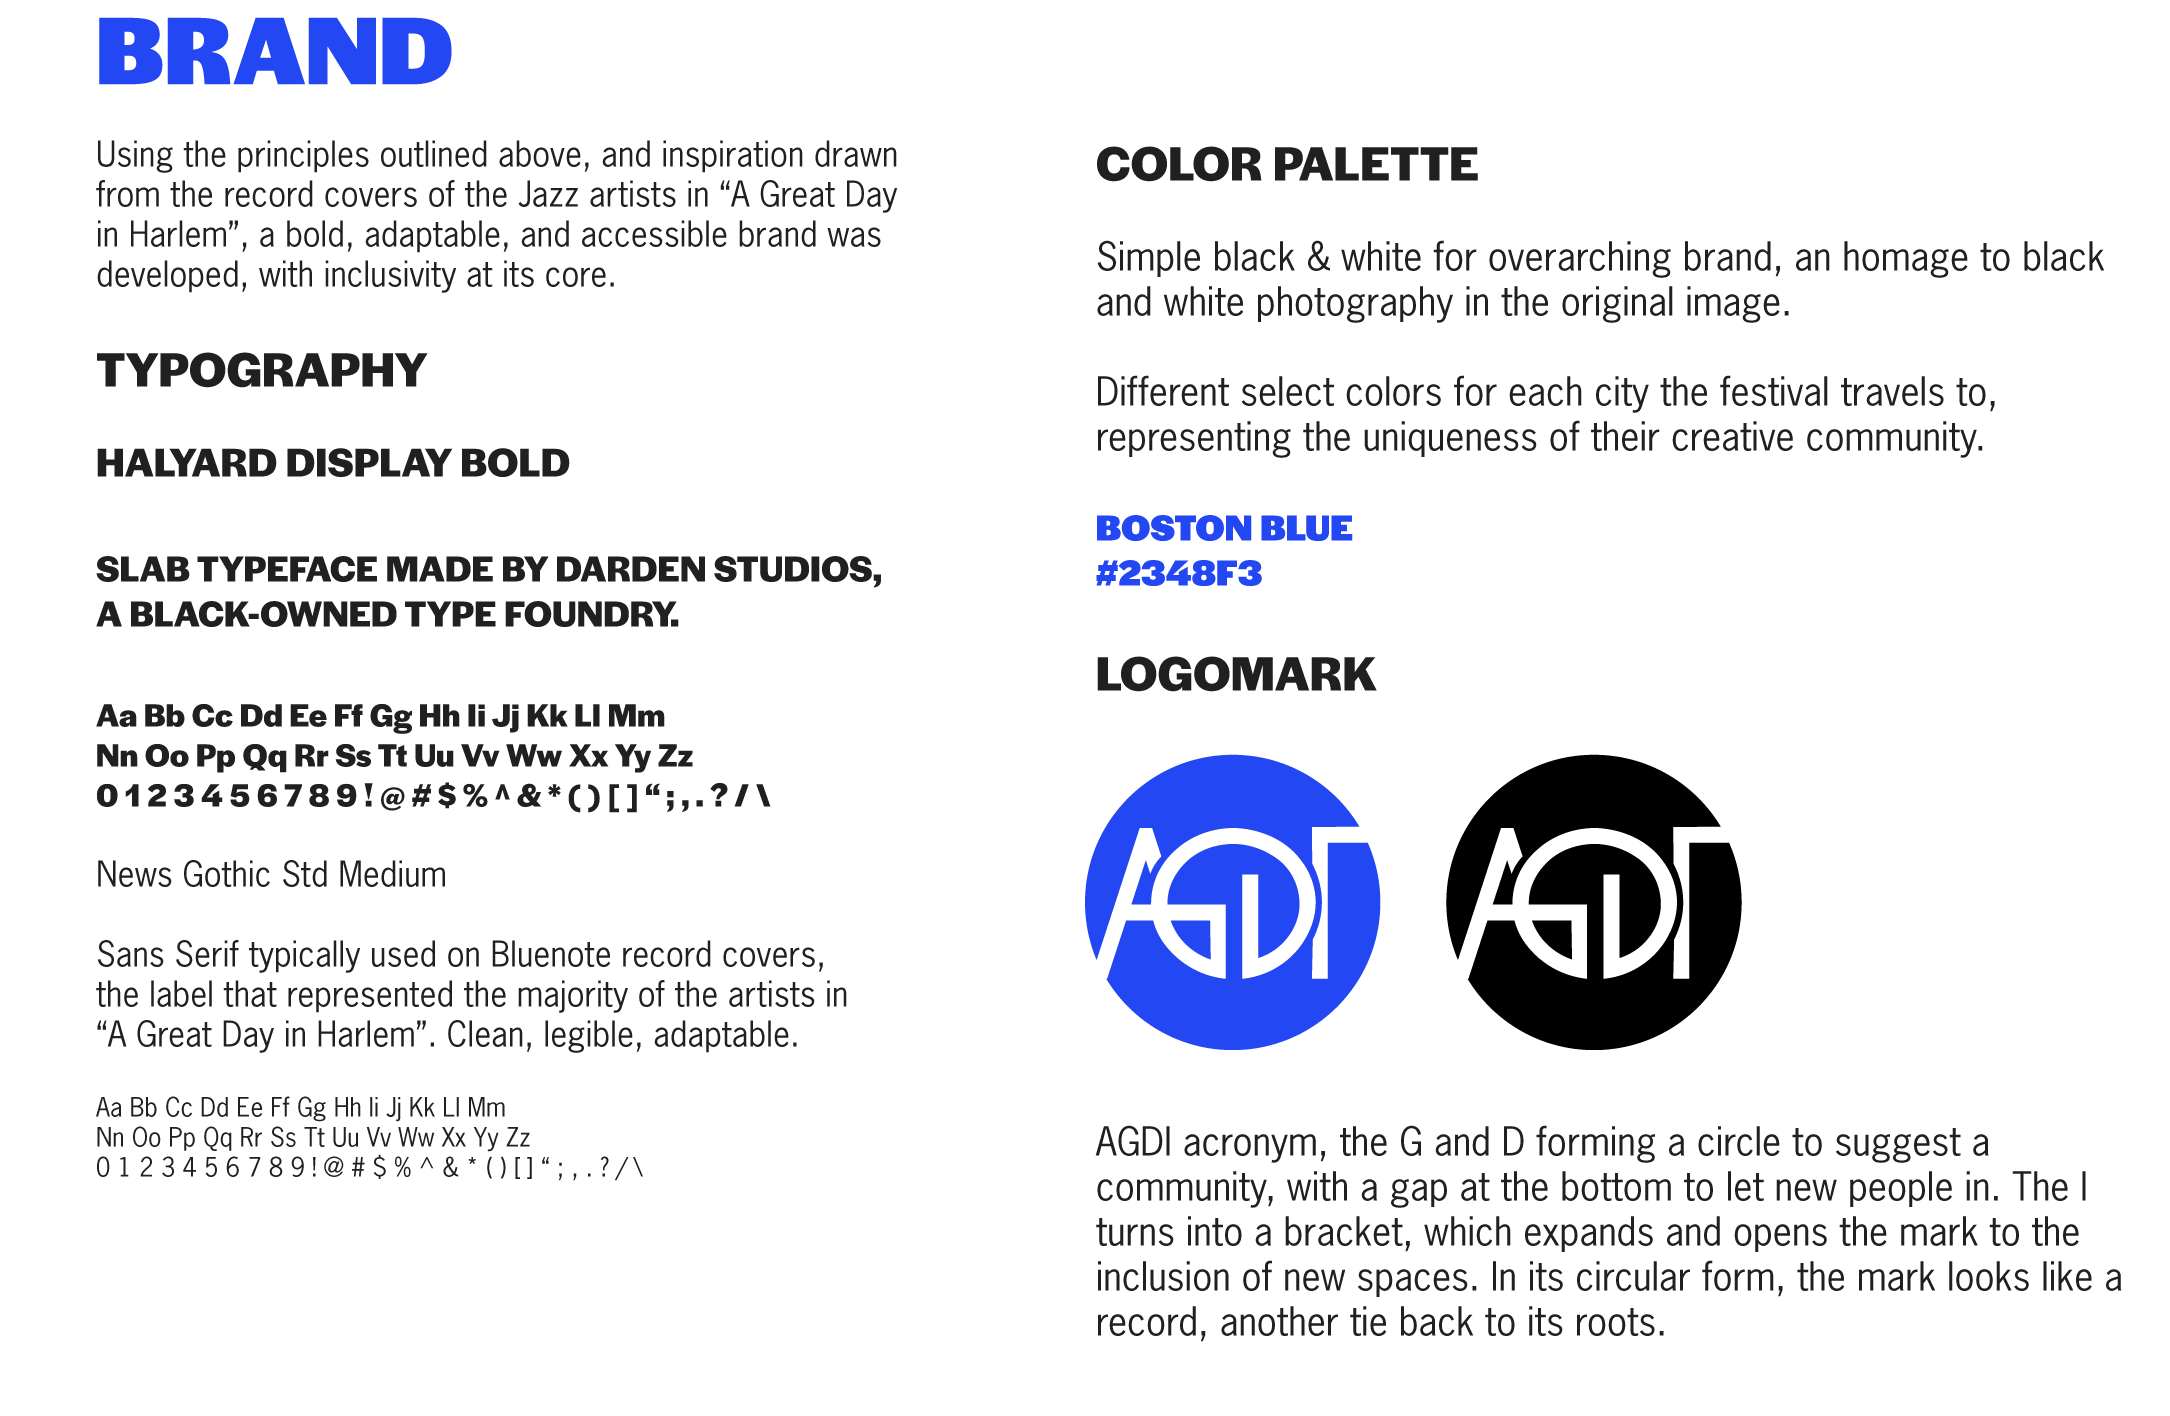 BRAND
Using the principles outlined above, and inspiration drawn
from the record covers of the Jazz artists in “A Great Day
in Harlem”, a bold, adaptable, and accessible brand was
developed, with inclusivity at its core.
TYPOGRAPHY
HALYARD DISPLAY BOLD
SLAB TYPEFACE MADE BY DARDEN STUDIOS,
A BLACK-OWNED TYPE FOUNDRY.
Aa Bb Cc Dd Ee Ff Gg Hh Ii Jj Kk Ll Mm
Nn Oo Pp Qq Rr Ss Tt Uu Vv Ww Xx Yy Zz
0 1 2 3 4 5 6 7 8 9 ! @ # $ % ^ & * ( ) [ ] “ ; , . ? / \
News Gothic Std Medium
Sans Serif typically used on Bluenote record covers,
the label that represented the majority of the artists in
“A Great Day in Harlem”. Clean, legible, adaptable.
Aa Bb Cc Dd Ee Ff Gg Hh Ii Jj Kk Ll Mm
Nn Oo Pp Qq Rr Ss Tt Uu Vv Ww Xx Yy Zz
0 1 2 3 4 5 6 7 8 9 ! @ # $ % ^ & * ( ) [ ] “ ; , . ? / \
COLOR PALETTE
Simple black & white for overarching brand, an homage to black
and white photography in the original image.
Different select colors for each city the festival travels to,
representing the uniqueness of their creative community.
BOSTON BLUE
#2348F3
LOGOMARK
AGDI
AGDI
AGDI acronym, the G and D forming a circle to suggest a
community, with a gap at the bottom to let new people in. The I
turns into a bracket, which expands and opens the mark to the
inclusion of new spaces. In its circular form, the mark looks like a
record, another tie back to its roots.